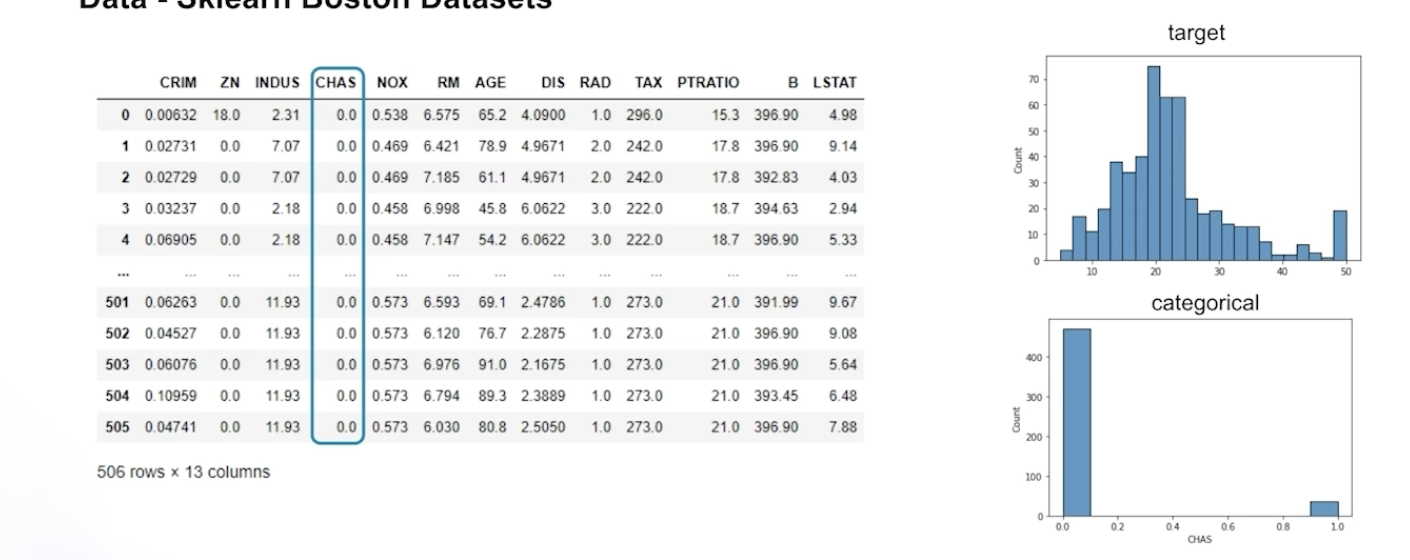 Data - Sklearn Boston Datasets
CRIM ZN INDUS CHAS NOX RM AGE DIS RAD TAX PTRATIO B LSTAT
0 0.00632 18.0 2.31 0.0 0.538 6.575 65.2 4.0900 1.0 296.0 15.3 396.90 4.98
1 0.02731 0.0 7.07 0.0 0.469 6.421 78.9 4.9671 2.0 242.0 17.8 396.90 9.14
2 0.02729 0.0 7.07 0.0 0.469 7.185 61.1 4.9671 2.0 242.0 17.8 392.83 4.03
3 0.03237 0.0 2.18 0.0 0.458 6.998 45.8 6.0622 3.0 222.0 18.7 394.63 2.94
4 0.06905 0.0 2.18 0.0 0.458 7.147 54.2 6.0622 3.0 222.0 18.7 396.90 5.33
... ... ... ... ... ... ... ... ... ... ... ... ... ...
501 0.06263 0.0 11.93 0.0 0.573 6.593 69.1 2.4786 1.0 273.0 21.0 391.99 9.67
502 0.04527 0.0 11.93 0.0 0.573 6.120 76.7 2.2875 1.0 273.0 21.0 396.90 9.08
503 0.06076 0.0 11.93 0.0 0.573 6.976 91.0 2.1675 1.0 273.0 21.0 396.90 5.64
504 0.10959 0.0 11.93 0.0 0.573 6.794 89.3 2.3889 1.0 273.0 21.0 393.45 6.48
505 0.04741 0.0 11.93 0.0 0.573 6.030 80.8 2.5050 1.0 273.0 21.0 396.90 7.88
506 rows × 13 columns
target
70
60
50
40
30
20
10
0
Count
10 20 30 40 50
categorical
400
300
200
100
0
Count
0.0 0.2 0.4 0.6 0.8 1.0
CHAS